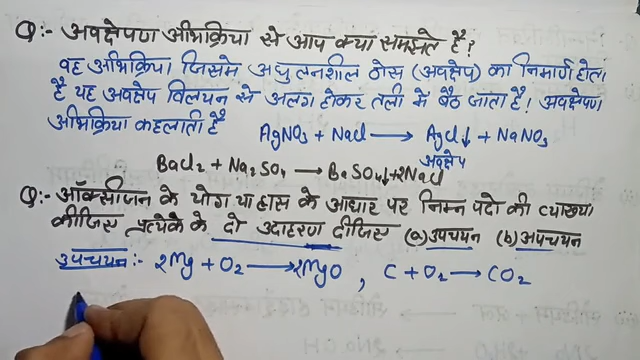 Q:- अवक्षेपण अभिक्रिया से आप क्या समझते हैं?
वह अभिक्रिया जिसमे अघुलनशील ठोस (अवक्षेप) का निमार्ण होता
है यह अवक्षेप विलयन से अलग होकर तली में बैठ जाता है! अवक्षेपण
अभिक्रिया कहलाती है
AgNO₃ + NaCl ⟶ AgCl↓ + NaNO₃
अवक्षेप
BaCl₂ + Na₂SO₄ ⟶ BaSO₄↓+2NaCl
Q:- ऑक्सीजन के योग या ह्रास के आधार पर निम्न पदो की व्याख्या
कीजिए प्रत्येक के दो उदाहरण दीजिए (a) उपचयन (b) अपचयन
उपचयन:- 2Mg + O₂ ⟶ 2MgO , C + O₂ ⟶ CO₂